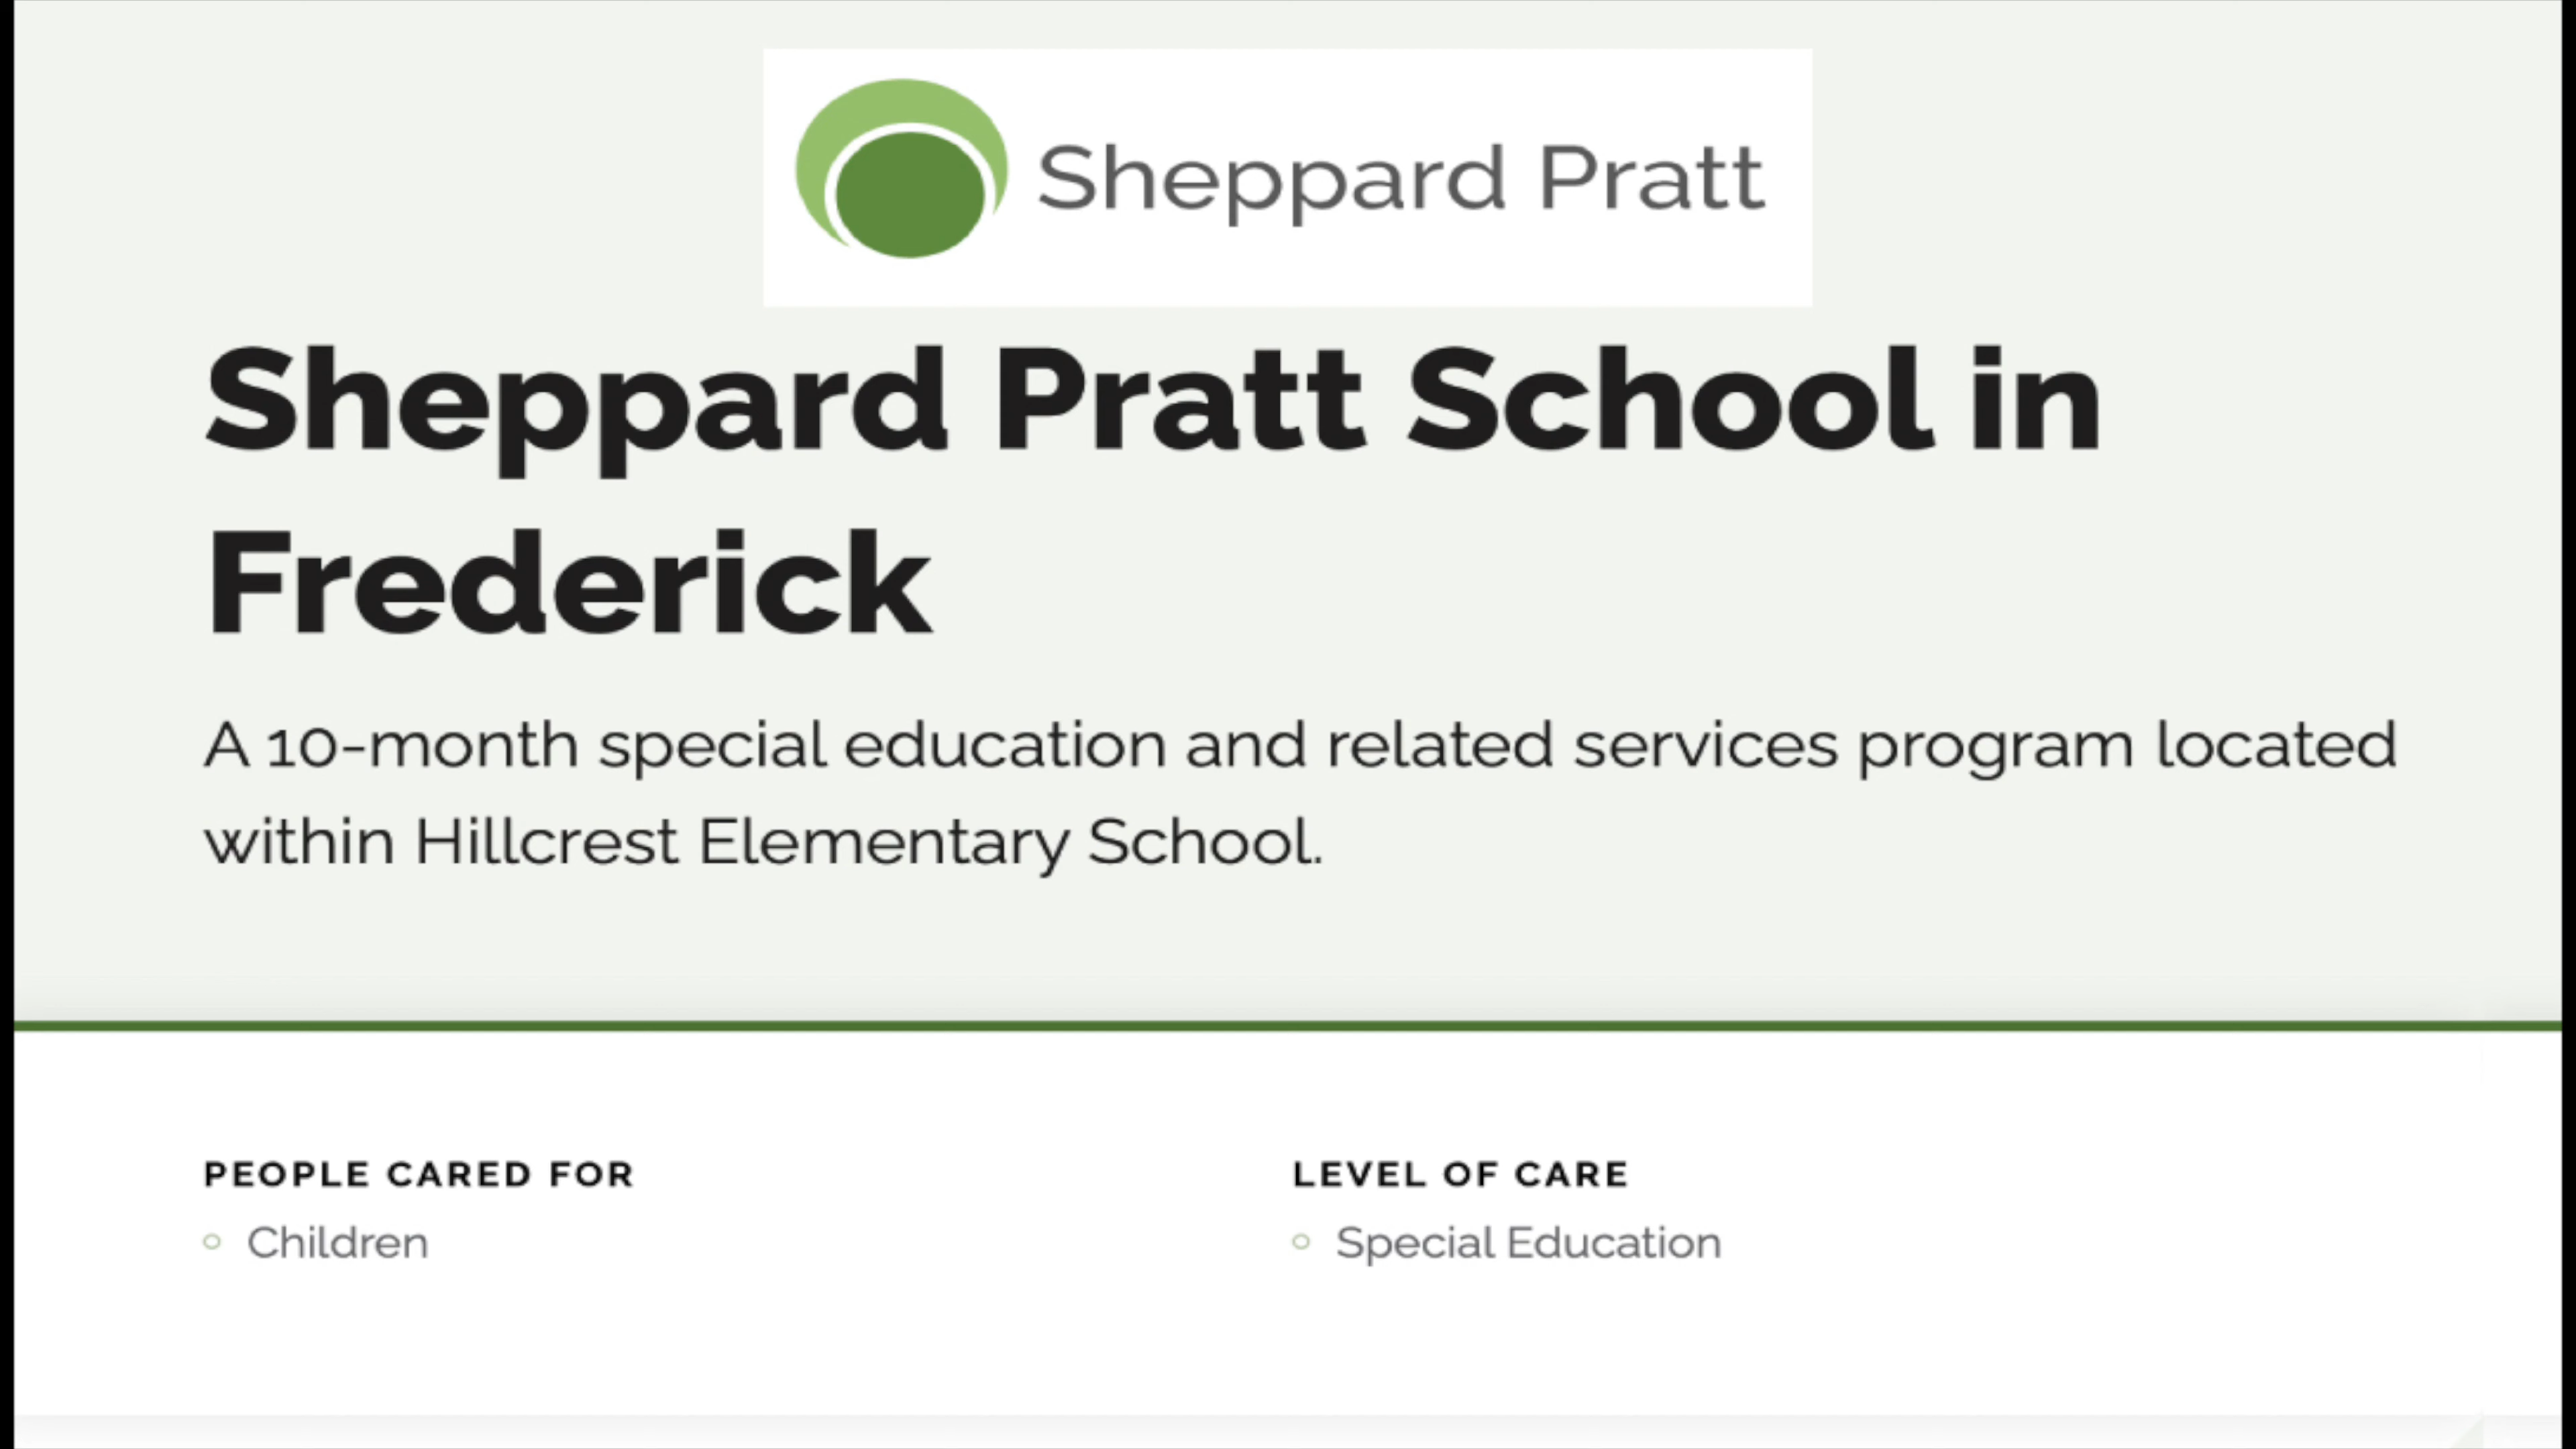 Sheppard Pratt
Sheppard Pratt School in
Frederick
A 10-month special education and related services program located
within Hillcrest Elementary School.
PEOPLE CARED FOR
Children
LEVEL OF CARE
Special Education